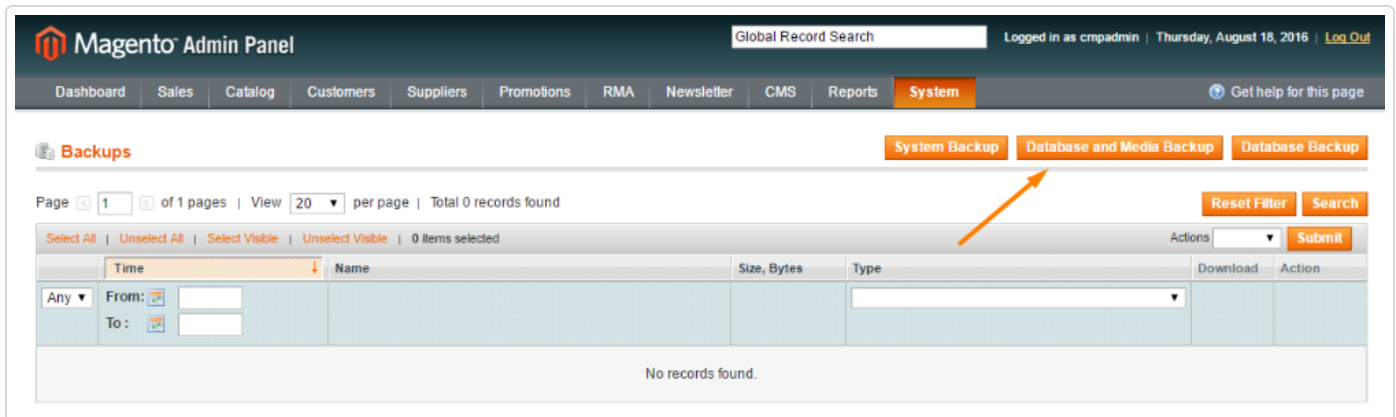 Magento Admin Panel
Global Record Search
Logged in as cmpadmin | Thursday, August 18, 2016 | Log Out
Dashboard Sales Catalog Customers Suppliers Promotions RMA Newsletter CMS Reports System Get help for this page
Backups
System Backup Database and Media Backup Database Backup
Page 1 of 1 pages | View 20 per page | Total 0 records found
Reset Filter Search
Select All | Unselect All | Select Visible | Unselect Visible | 0 items selected
Actions Submit
Time Name Size, Bytes Type Download Action
Any From:
To :
No records found.